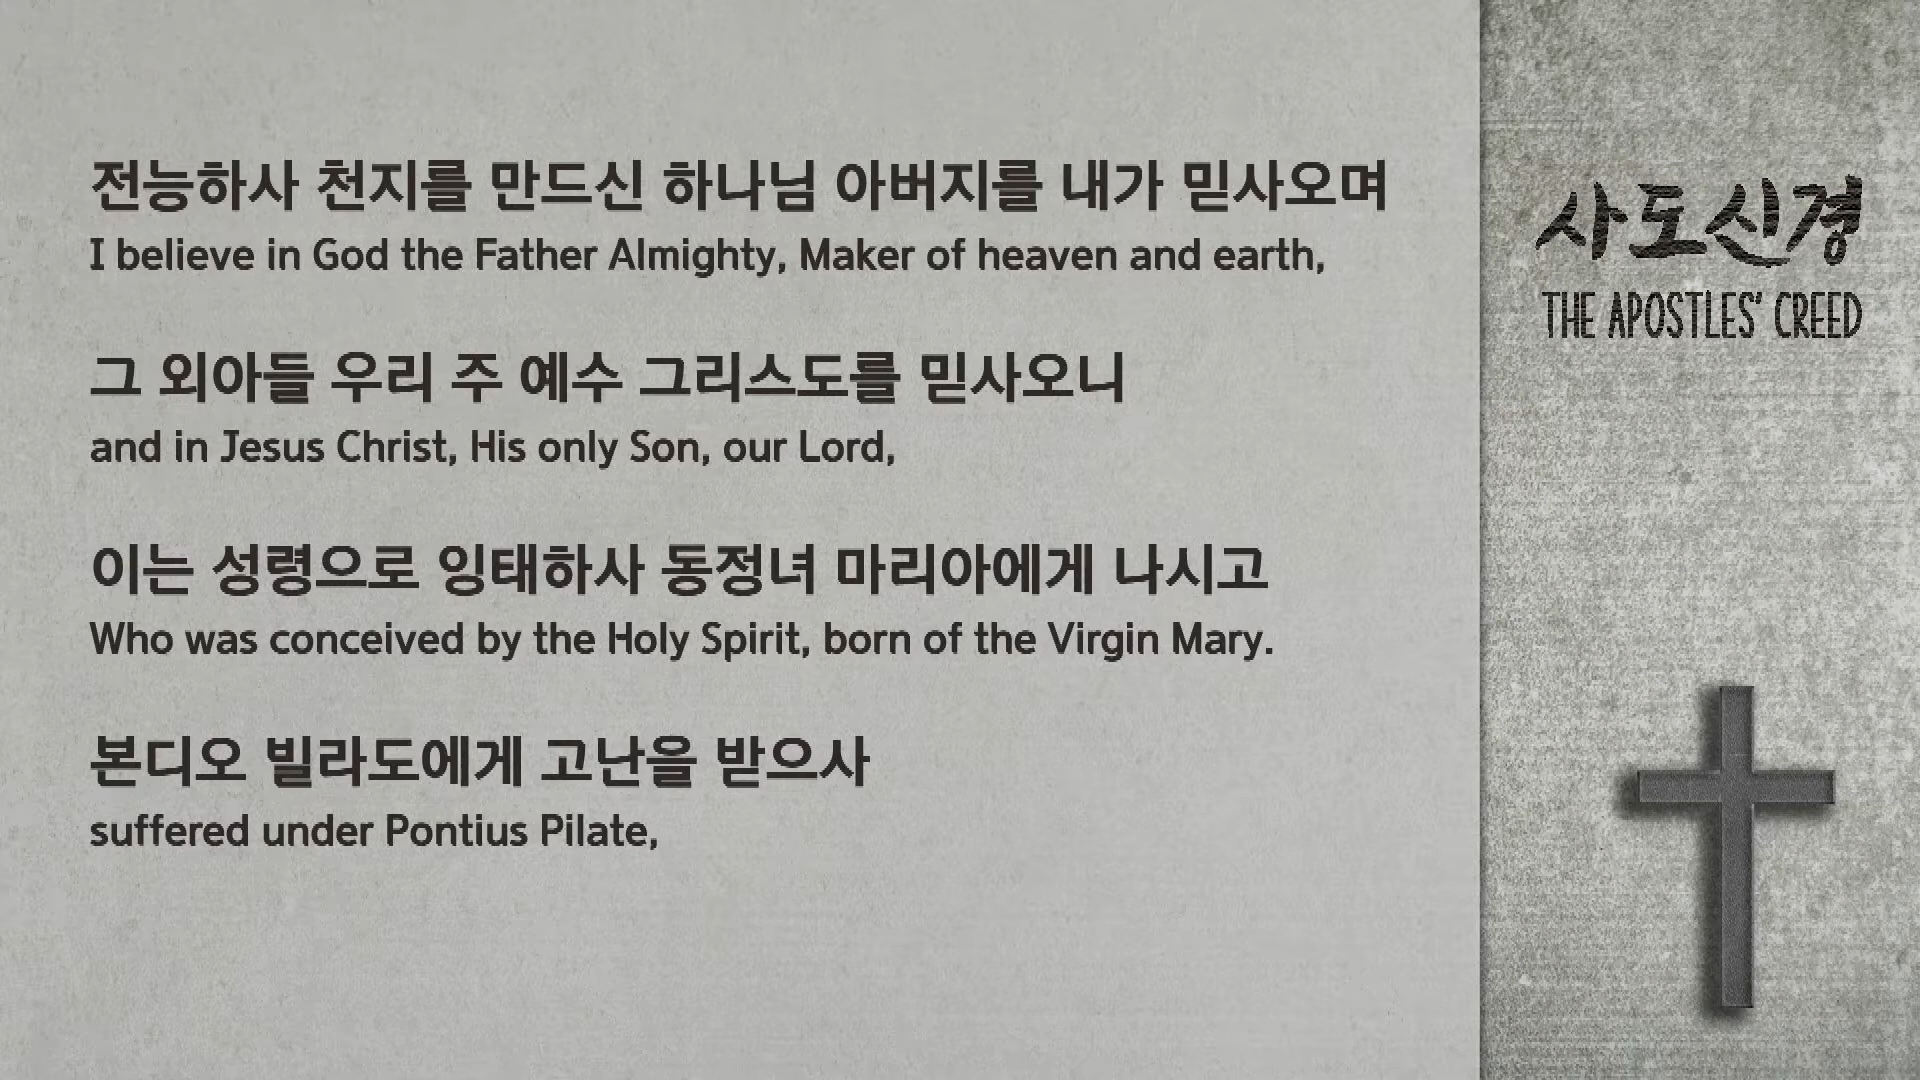 전능하사 천지를 만드신 하나님 아버지를 내가 믿사오며
I believe in God the Father Almighty, Maker of heaven and earth,
그 외아들 우리 주 예수 그리스도를 믿사오니
and in Jesus Christ, His only Son, our Lord,
이는 성령으로 잉태하사 동정녀 마리아에게 나시고
Who was conceived by the Holy Spirit, born of the Virgin Mary.
본디오 빌라도에게 고난을 받으사
suffered under Pontius Pilate,
사도신경
THE APOSTLES' CREED